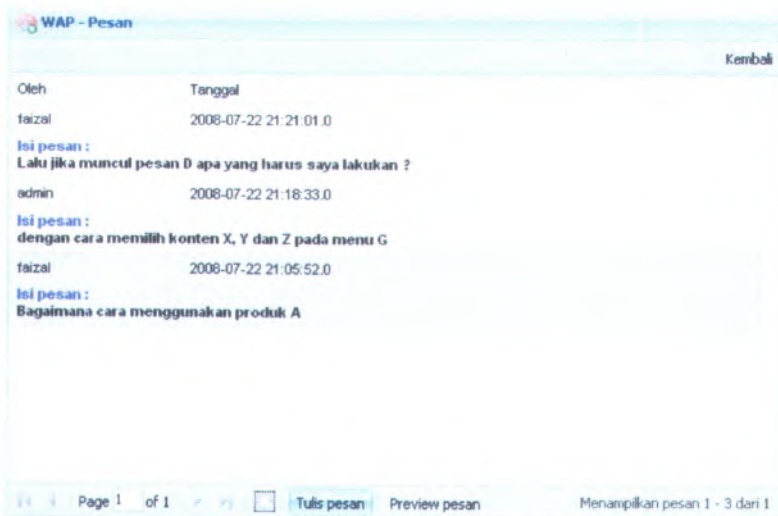 WAP - Pesan
Kembali
Oleh Tanggal
faizal 2008-07-22 21:21:01.0
Isi pesan :
Lalu jika muncul pesan D apa yang harus saya lakukan ?
admin 2008-07-22 21:18:33.0
Isi pesan :
dengan cara memilih konten X, Y dan Z pada menu G
faizal 2008-07-22 21:05:52.0
Isi pesan :
Bagaimana cara menggunakan produk A
Page 1 of 1 Tulis pesan Preview pesan Menampilkan pesan 1 - 3 dari 1